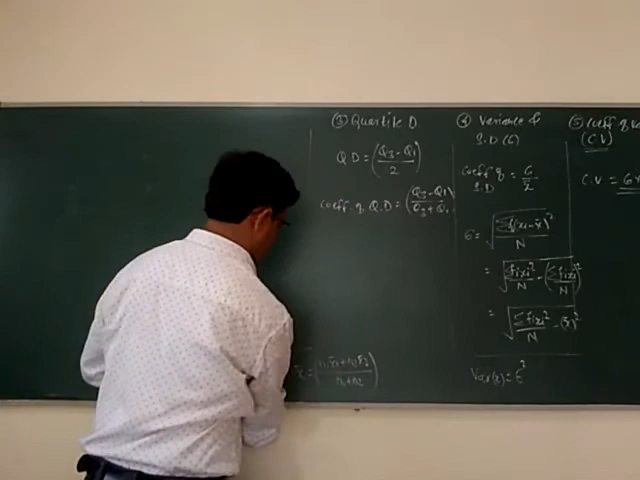 ③ Quartile D.
Q D = (Q₃ - Q₁ / 2)
Coeff. of Q.D = (Q₃ - Q₁ / Q₃ + Q₁
x̄ = (n₁x̄₁ + n₂x̄₂ / n₁+n₂)
④ Variance &
S.D (σ)
Coeff of S.D = σ / x̄
σ = √(Σf(xi - x̄)² / N)
= √(Σfixi² / N - (Σfixi / N)²)
= √(Σfixi² / N - (x̄)²)
Var(x) = σ²
⑤ Coeff of
(C.V)
C.V = σ